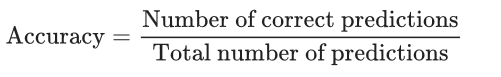 Accuracy = Number of correct predictions
Total number of predictions